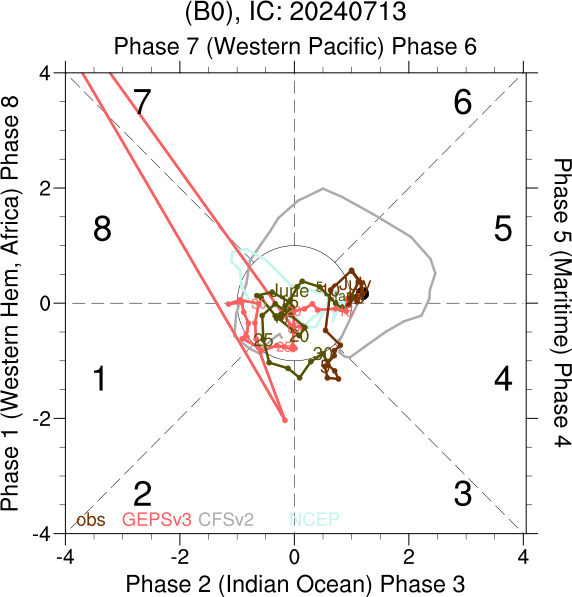 (B0), IC: 20240713
Phase 7 (Western Pacific) Phase 6
Phase 1 (Western Hem, Africa) Phase 8
Phase 5 (Maritime) Phase 4
4
7
6
2
8
5
June
July
0
25
20
30
5
1
4
-2
2
3
obs GEPSv3 CFSv2 NCEP
-4
-4 -2 0 2 4
Phase 2 (Indian Ocean) Phase 3